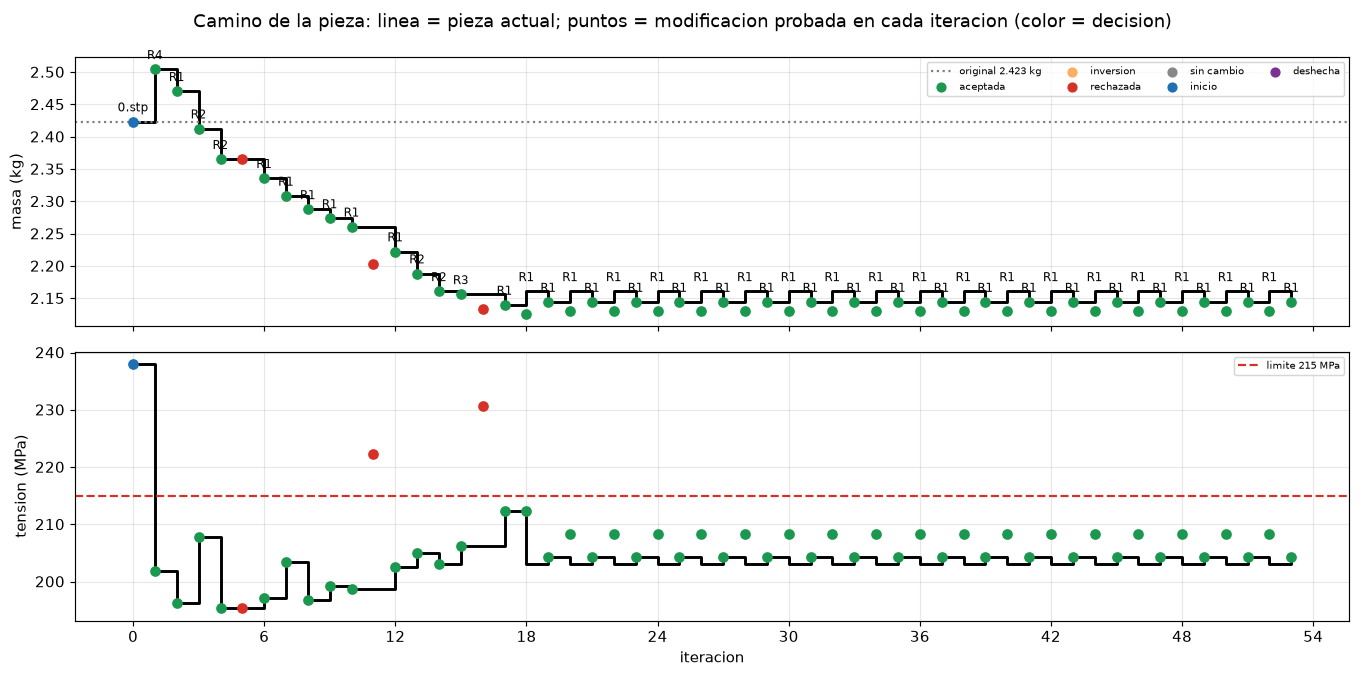 Camino de la pieza: linea = pieza actual; puntos = modificacion probada en cada iteracion (color = decision)
original 2.423 kg
aceptada
inversion
rechazada
sin cambio
inicio
deshecha
masa (kg)
2.50
2.45
2.40
2.35
2.30
2.25
2.20
2.15
0.stp
R4
R1
R2
R2
R1
R1
R1
R1
R1
R1
R2
R2
R3
R1
R1 R1 R1 R1 R1 R1 R1 R1 R1 R1 R1 R1 R1 R1 R1 R1 R1 R1
R1 R1 R1 R1 R1 R1 R1 R1 R1 R1 R1 R1 R1 R1 R1 R1 R1 R1
limite 215 MPa
tension (MPa)
240
230
220
210
200
0 6 12 18 24 30 36 42 48 54
iteracion